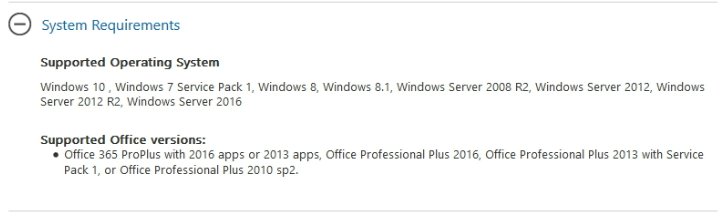 System Requirements
Supported Operating System
Windows 10 , Windows 7 Service Pack 1, Windows 8, Windows 8.1, Windows Server 2008 R2, Windows Server 2012, Windows
Server 2012 R2, Windows Server 2016
Supported Office versions:
• Office 365 ProPlus with 2016 apps or 2013 apps, Office Professional Plus 2016, Office Professional Plus 2013 with Service
Pack 1, or Office Professional Plus 2010 sp2.